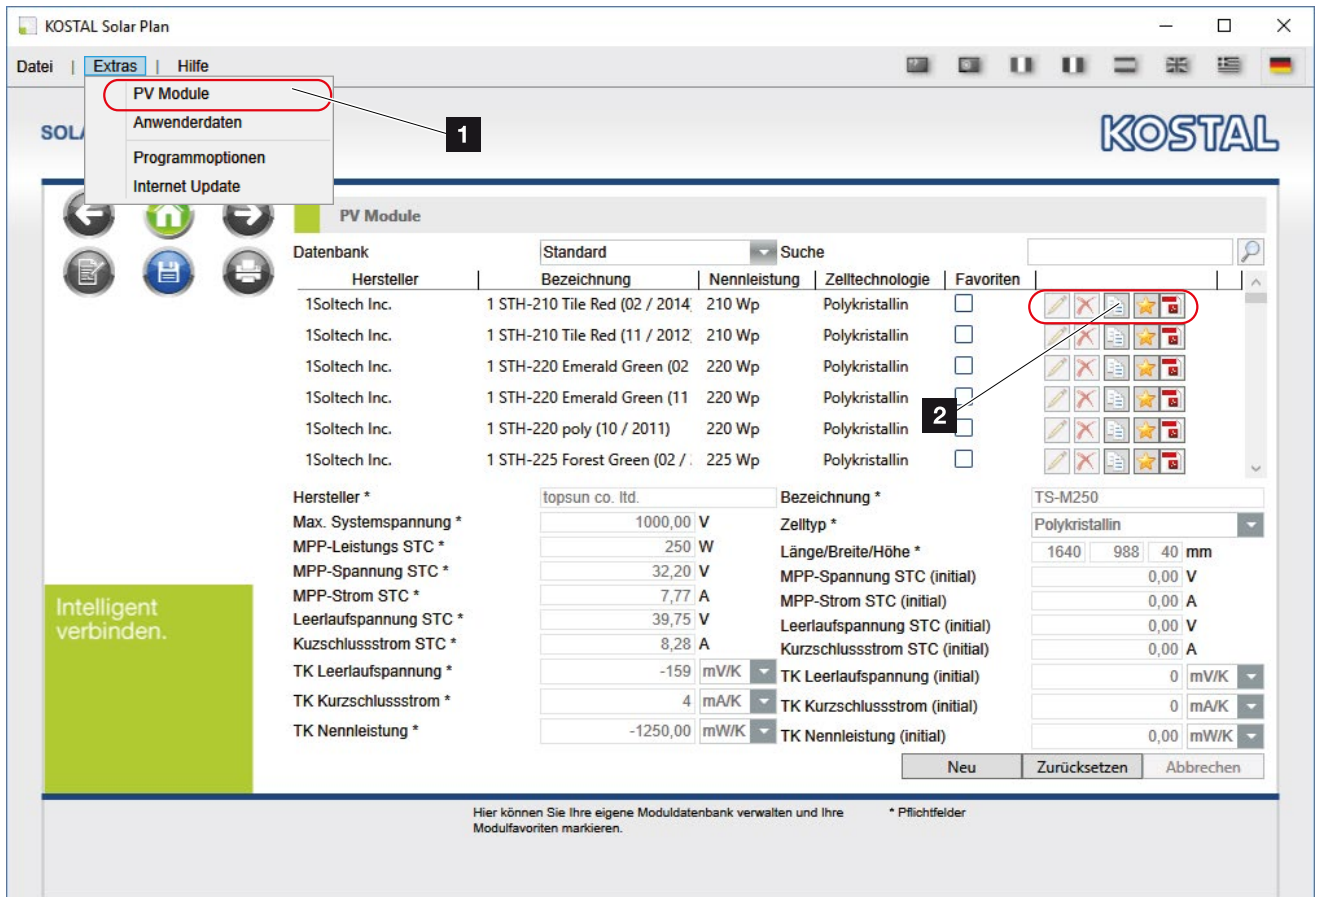 KOSTAL Solar Plan
Datei | Extras | Hilfe
PV Module
Anwenderdaten
Programmoptionen
Internet Update
1
SOL
KOSTAL
PV Module
Datenbank Standard Suche
Hersteller Bezeichnung Nennleistung Zelltechnologie Favoriten
1Soltech Inc. 1 STH-210 Tile Red (02 / 2014 210 Wp Polykristallin
1Soltech Inc. 1 STH-210 Tile Red (11 / 2012 210 Wp Polykristallin
1Soltech Inc. 1 STH-220 Emerald Green (02 220 Wp Polykristallin
1Soltech Inc. 1 STH-220 Emerald Green (11 220 Wp Polykristallin
2
1Soltech Inc. 1 STH-220 poly (10 / 2011) 220 Wp Polykristallin
1Soltech Inc. 1 STH-225 Forest Green (02 / 225 Wp Polykristallin
Hersteller * topsun co. ltd. Bezeichnung * TS-M250
Max. Systemspannung * 1000,00 V Zelltyp * Polykristallin
MPP-Leistungs STC * 250 W Länge/Breite/Höhe * 1640 988 40 mm
MPP-Spannung STC * 32,20 V MPP-Spannung STC (initial) 0,00 V
MPP-Strom STC * 7,77 A MPP-Strom STC (initial) 0,00 A
Leerlaufspannung STC * 39,75 V Leerlaufspannung STC (initial) 0,00 V
Kuzschlussstrom STC * 8,28 A Kurzschlussstrom STC (initial) 0,00 A
TK Leerlaufspannung * -159 mV/K TK Leerlaufspannung (initial) 0 mV/K
TK Kurzschlussstrom * 4 mA/K TK Kurzschlussstrom (initial) 0 mA/K
TK Nennleistung * -1250,00 mW/K TK Nennleistung (initial) 0,00 mW/K
Neu Zurücksetzen Abbrechen
Intelligent
verbinden.
Hier können Sie Ihre eigene Moduldatenbank verwalten und Ihre * Pflichtfelder
Modulfavoriten markieren.